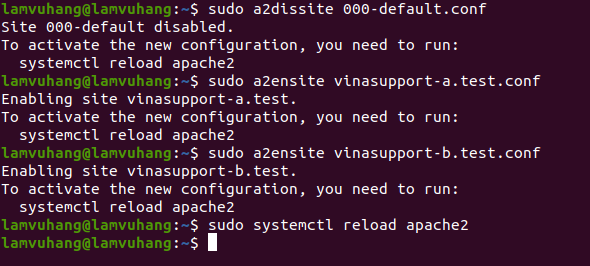 lamvuhang@lamvuhang:~$ sudo a2dissite 000-default.conf
Site 000-default disabled.
To activate the new configuration, you need to run:
  systemctl reload apache2
lamvuhang@lamvuhang:~$ sudo a2ensite vinasupport-a.test.conf
Enabling site vinasupport-a.test.
To activate the new configuration, you need to run:
  systemctl reload apache2
lamvuhang@lamvuhang:~$ sudo a2ensite vinasupport-b.test.conf
Enabling site vinasupport-b.test.
To activate the new configuration, you need to run:
  systemctl reload apache2
lamvuhang@lamvuhang:~$ sudo systemctl reload apache2
lamvuhang@lamvuhang:~$